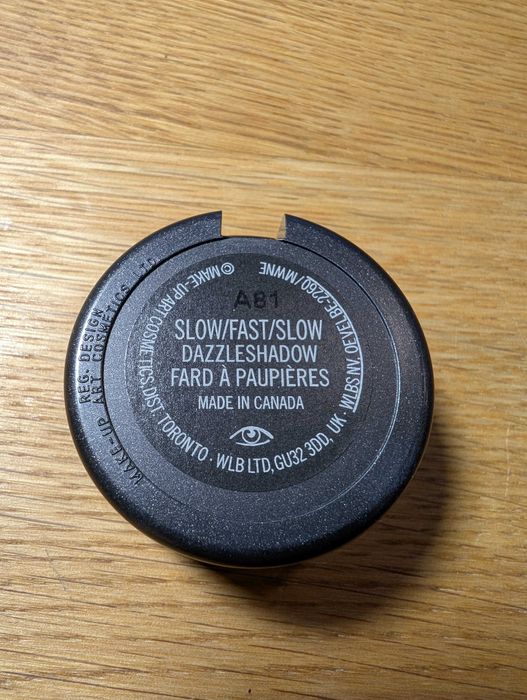 A81
SLOW/FAST/SLOW
DAZZLESHADOW
FARD À PAUPIÈRES
MADE IN CANADA
© MAKE-UP ART COSMETICS, DIST TORONTO · WLB LTD, GU32 3DD, UK · WLBS NV. OEVEL BE-2260 / MWNE
REG. DESIGN
MAKE-UP ART COSMETICS LTD